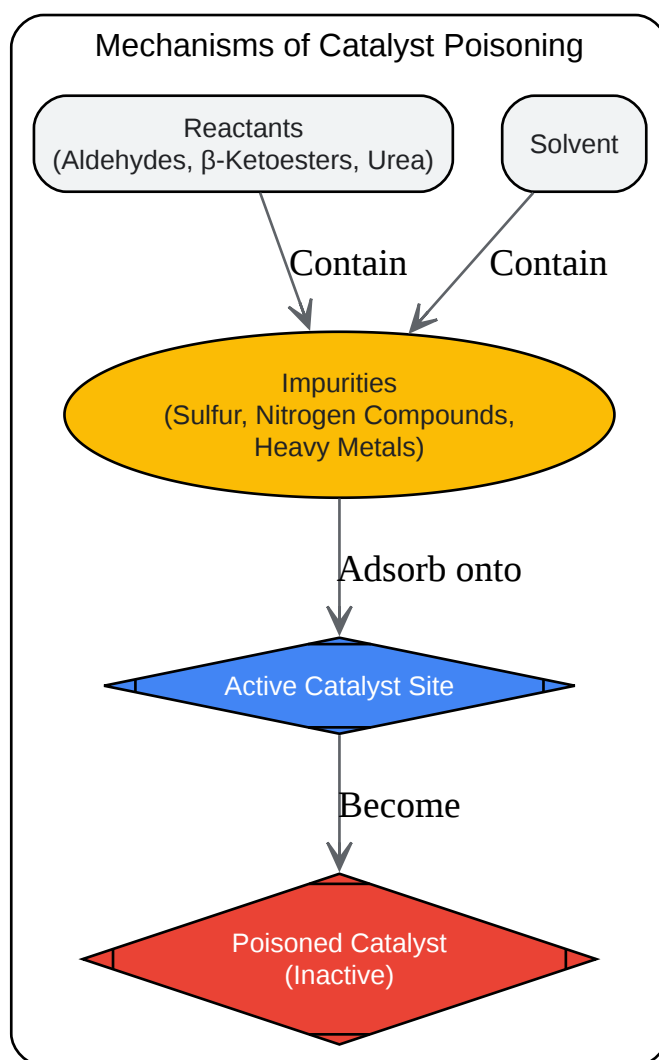 Mechanisms of Catalyst Poisoning
Reactants
(Aldehydes, β-Ketoesters, Urea)
Solvent
Contain
Contain
Impurities
(Sulfur, Nitrogen Compounds,
Heavy Metals)
Adsorb onto
Active Catalyst Site
Become
Poisoned Catalyst
(Inactive)